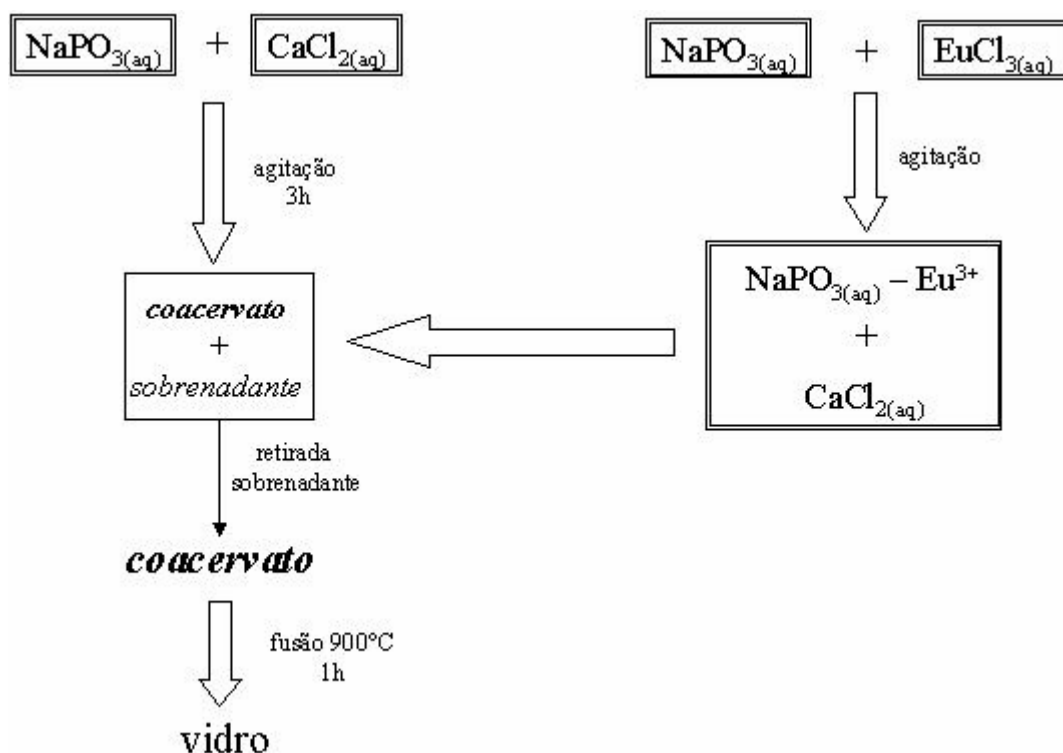 NaPO₃(aq) + CaCl₂(aq)
NaPO₃(aq) + EuCl₃(aq)
agitação
3h
agitação
coacervato
+
sobrenadante
NaPO₃(aq) – Eu³⁺
+
CaCl₂(aq)
retirada
sobrenadante
coacervato
fusão 900°C
1h
vidro